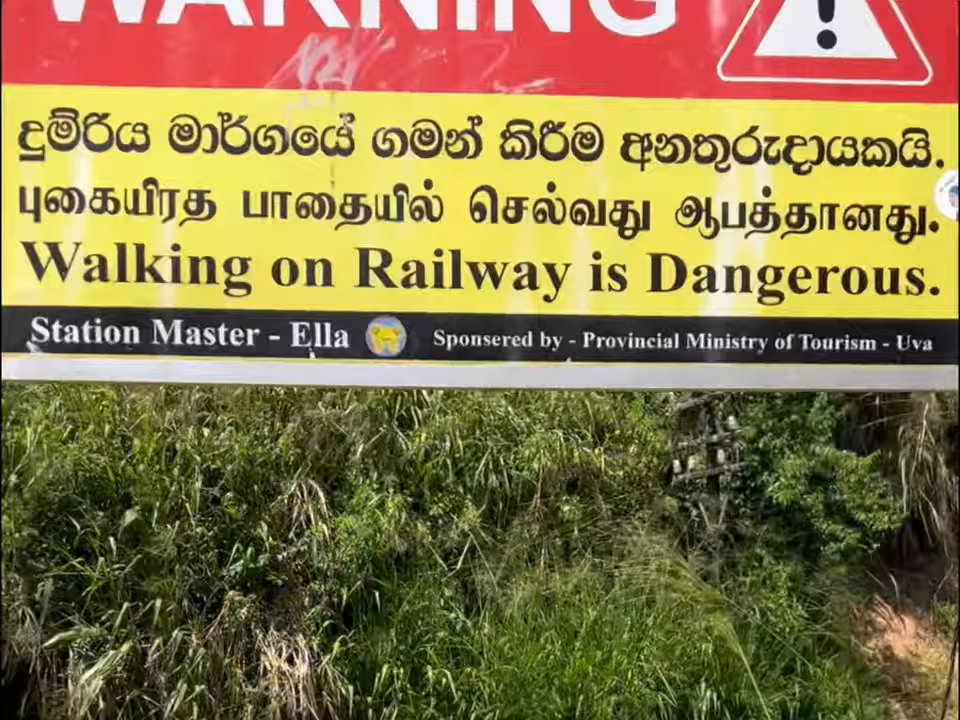 WARNING
දුම්රිය මාර්ගයේ ගමන් කිරීම අනතුරුදායකයි.
புகையிரத பாதையில் செல்வது ஆபத்தானது.
Walking on Railway is Dangerous.
Station Master - Ella
Sponsered by - Provincial Ministry of Tourism - Uva